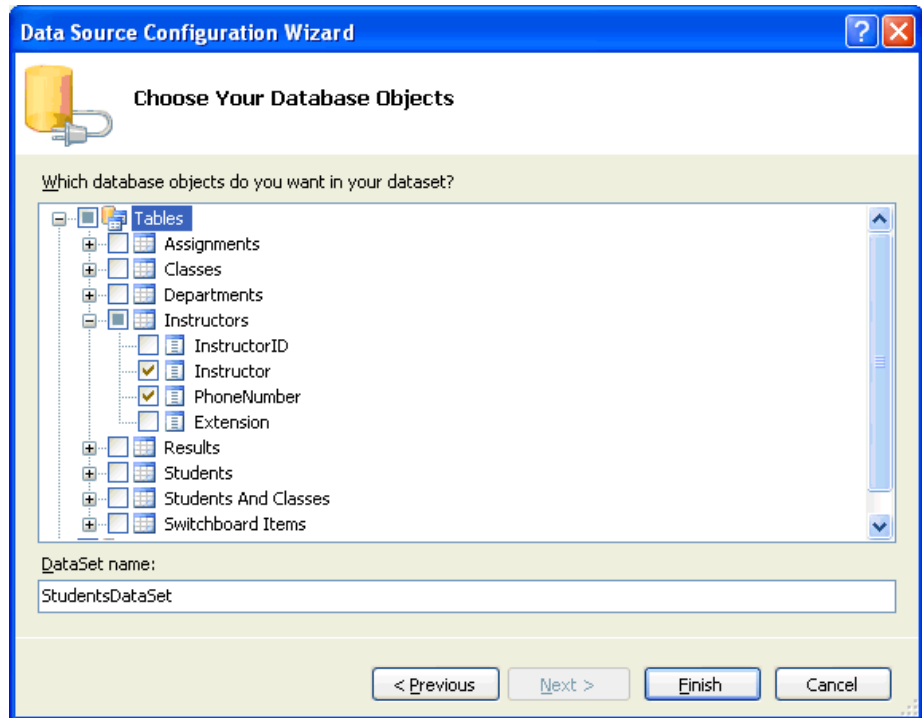 Data Source Configuration Wizard
Choose Your Database Objects
Which database objects do you want in your dataset?
Tables
Assignments
Classes
Departments
Instructors
InstructorID
Instructor
PhoneNumber
Extension
Results
Students
Students And Classes
Switchboard Items
DataSet name:
StudentsDataSet
< Previous
Next >
Finish
Cancel